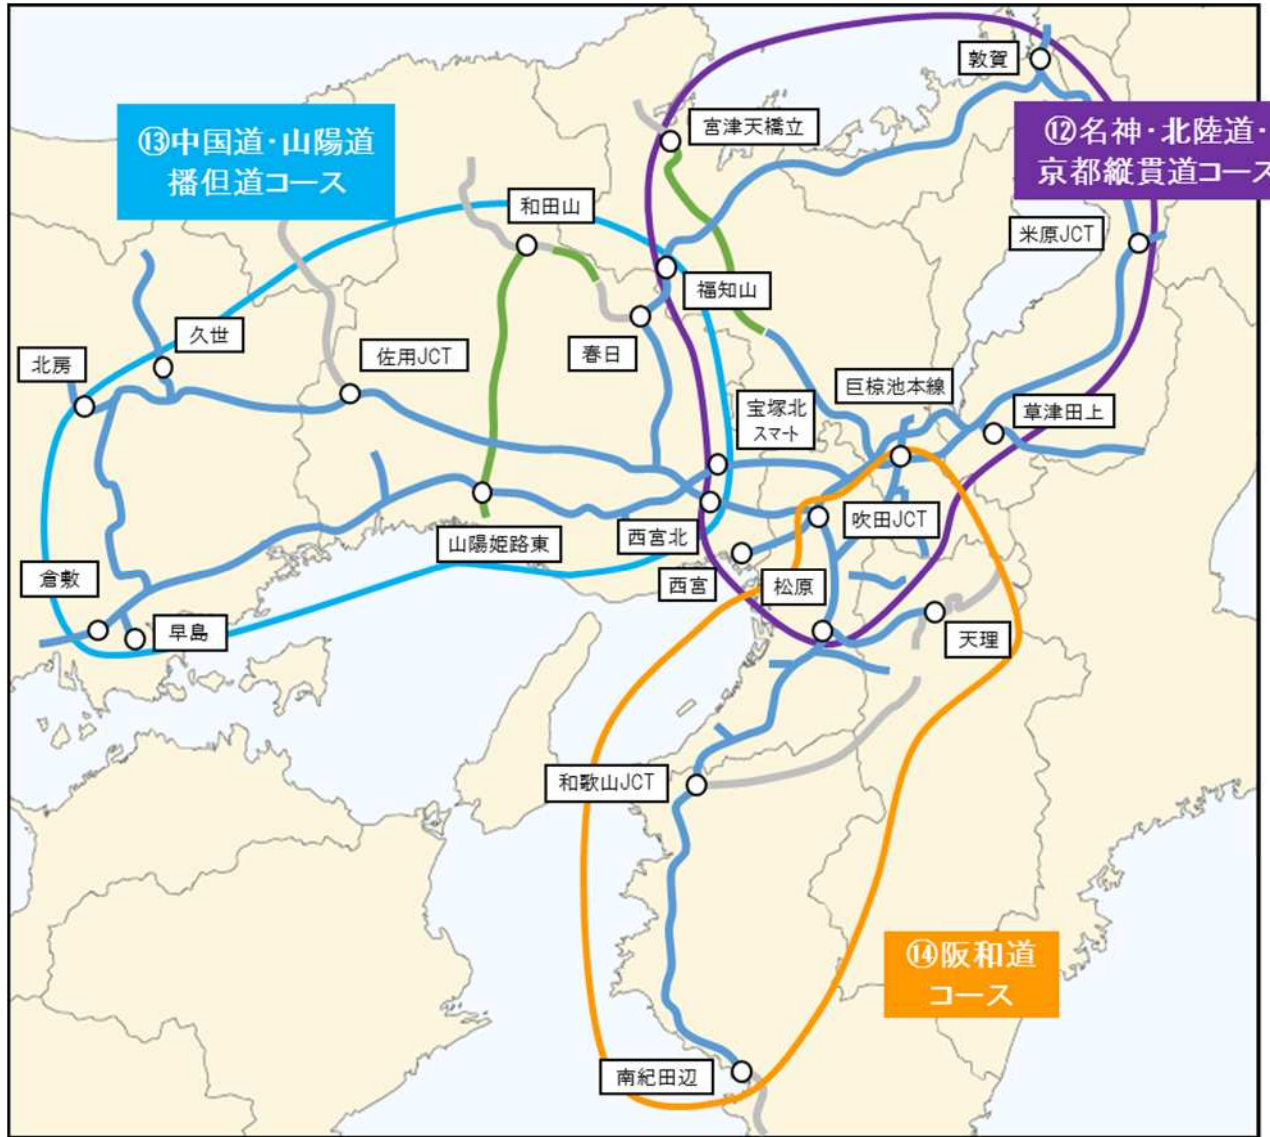 敦賀
⑬中国道・山陽道
播但道コース
宮津天橋立
⑫名神・北陸道・
京都縦貫道コース
和田山
米原JCT
福知山
久世
佐用JCT
春日
北房
巨椋池本線
宝塚北
スマート
草津田上
吹田JCT
山陽姫路東
西宮北
倉敷
西宮
松原
早島
天理
和歌山JCT
⑭阪和道
コース
南紀田辺